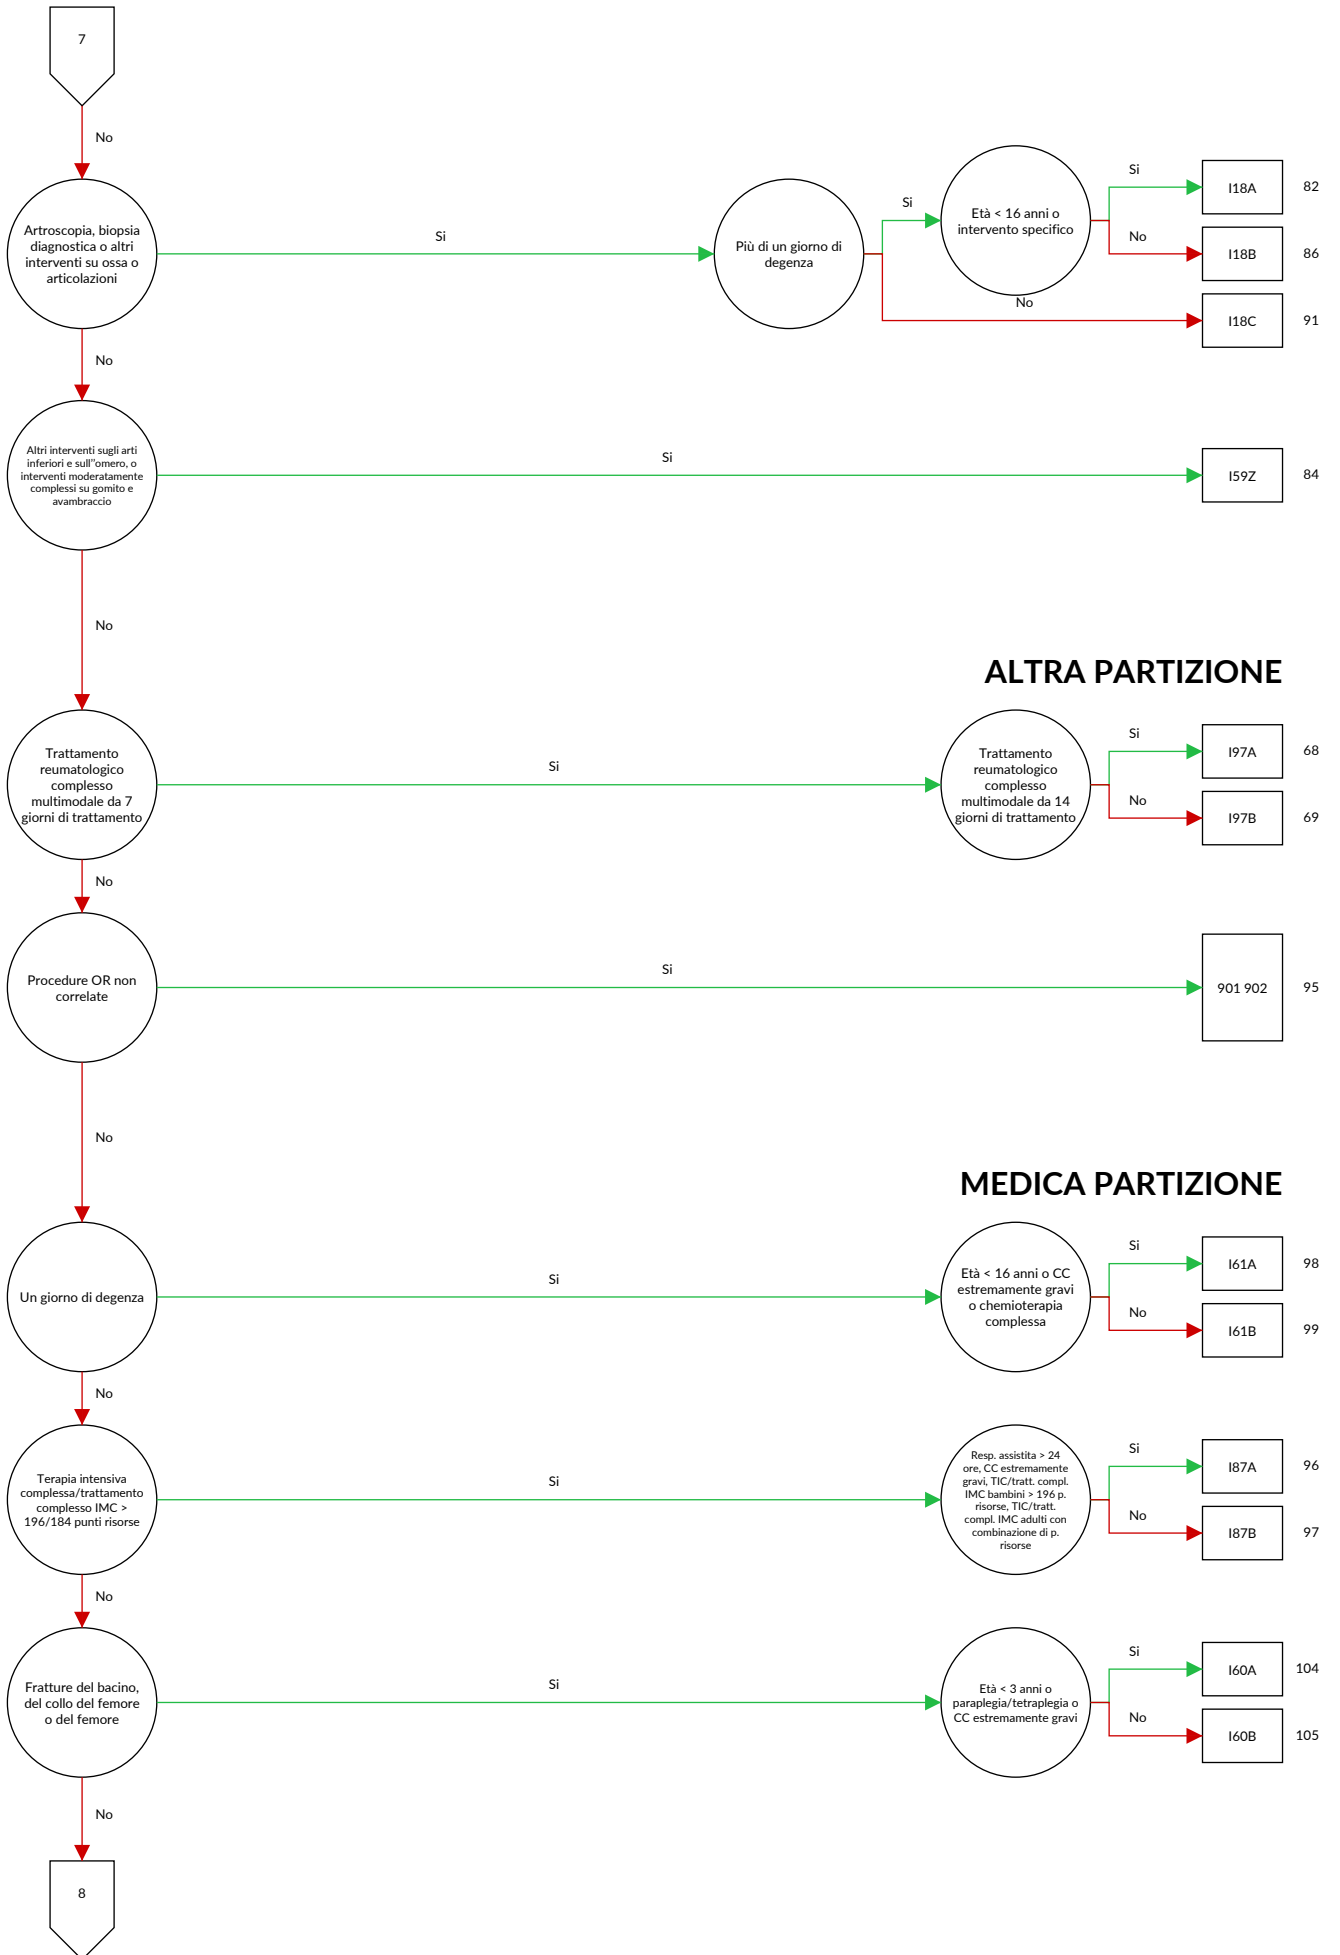 7
No
Artroscopia, biopsia
diagnostica o altri
interventi su ossa o
articolazioni
Si
Più di un giorno di
degenza
Si
Età < 16 anni o
intervento specifico
Si
I18A
82
No
I18B
86
No
I18C
91
No
Altri interventi sugli arti
inferiori e sull''omero, o
interventi moderatamente
complessi su gomito e
avambraccio
Si
I59Z
84
No
ALTRA PARTIZIONE
Trattamento
reumatologico
complesso
multimodale da 7
giorni di trattamento
Si
Trattamento
reumatologico
complesso
multimodale da 14
giorni di trattamento
Si
I97A
68
No
I97B
69
No
Procedure OR non
correlate
Si
901 902
95
No
MEDICA PARTIZIONE
Un giorno di degenza
Si
Età < 16 anni o CC
estremamente gravi
o chemioterapia
complessa
Si
I61A
98
No
I61B
99
No
Terapia intensiva
complessa/trattamento
complesso IMC >
196/184 punti risorse
Si
Resp. assistita > 24
ore, CC estremamente
gravi, TIC/tratt. compl.
IMC bambini > 196 p.
risorse, TIC/tratt.
compl. IMC adulti con
combinazione di p.
risorse
Si
I87A
96
No
I87B
97
No
Fratture del bacino,
del collo del femore
o del femore
Si
Età < 3 anni o
paraplegia/tetraplegia o
CC estremamente gravi
Si
I60A
104
No
I60B
105
No
8